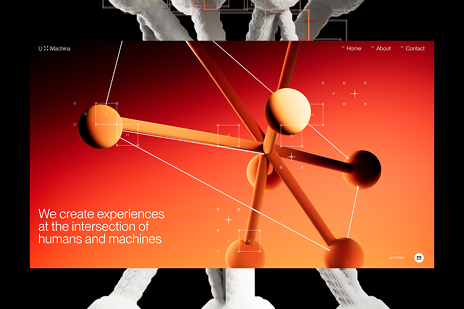 U Machina
Home
About
Contact
We create experiences
at the intersection of
humans and machines